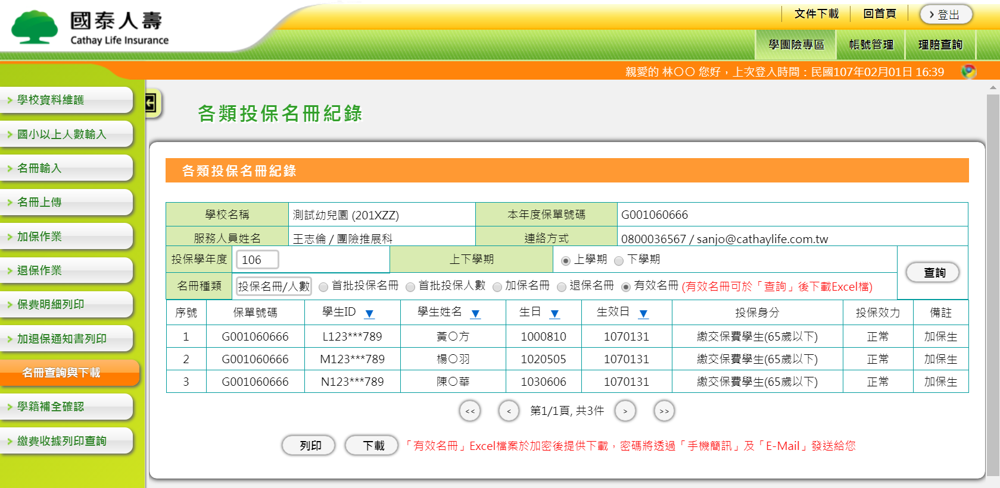 國泰人壽
Cathay Life Insurance
文件下載 回首頁 登出
學團險專區 帳號管理 理賠查詢
親愛的 林〇〇 您好，上次登入時間：民國107年02月01日 16:39
學校資料維護
國小以上人數輸入
名冊輸入
名冊上傳
加保作業
退保作業
保費明細列印
加退保通知書列印
名冊查詢與下載
學籍補全確認
繳費收據列印查詢
各類投保名冊紀錄
各類投保名冊紀錄
學校名稱 測試幼兒園 (201XZZ) 本年度保單號碼 G001060666
服務人員姓名 王志倫 / 團險推展科 連絡方式 0800036567 / sanjo@cathaylife.com.tw
投保學年度 106 上下學期 上學期 下學期 查詢
名冊種類 投保名冊/人數 首批投保名冊 首批投保人數 加保名冊 退保名冊 有效名冊 (有效名冊可於「查詢」後下載Excel檔)
序號 保單號碼 學生ID ▼ 學生姓名 ▼ 生日 ▼ 生效日 ▼ 投保身分 投保效力 備註
1 G001060666 L123***789 黃〇方 1000810 1070131 繳交保費學生(65歲以下) 正常 加保生
2 G001060666 M123***789 楊〇羽 1020505 1070131 繳交保費學生(65歲以下) 正常 加保生
3 G001060666 N123***789 陳〇華 1030606 1070131 繳交保費學生(65歲以下) 正常 加保生
<< < 第1/1頁, 共3件 > >>
列印 下載 「有效名冊」Excel檔案於加密後提供下載，密碼將透過「手機簡訊」及「E-Mail」發送給您